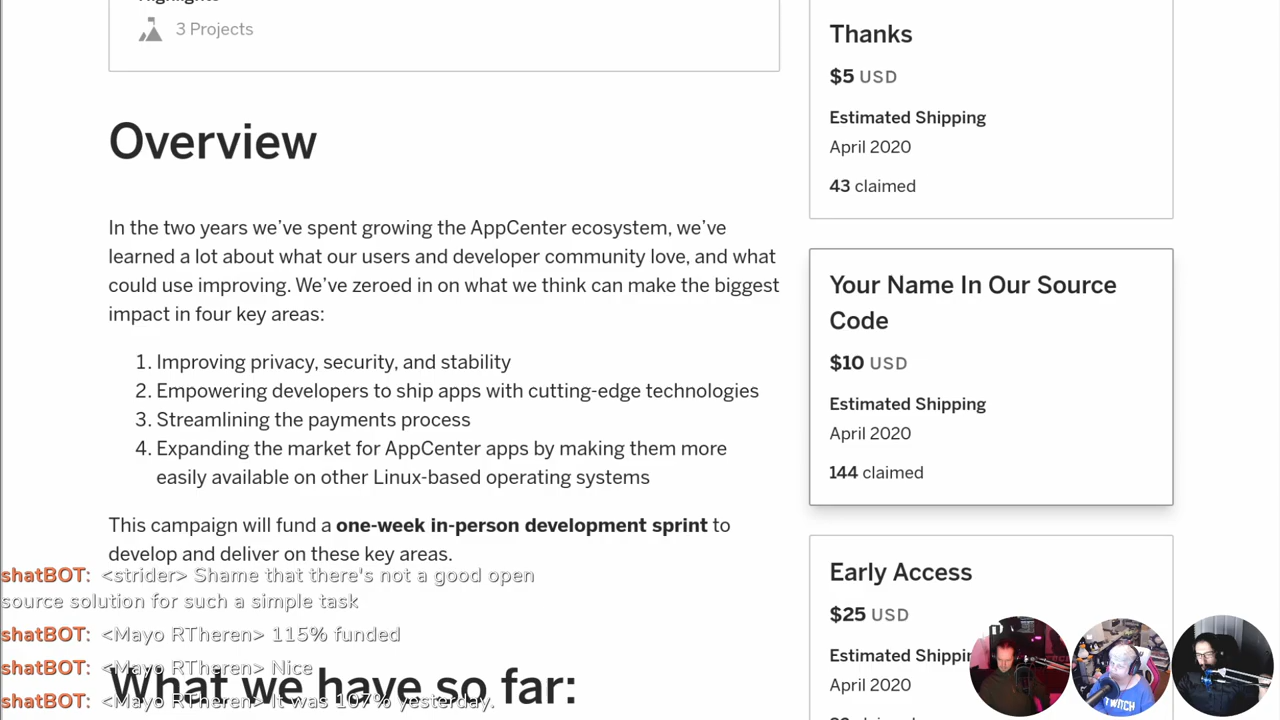 Highlights
3 Projects
Overview
In the two years we've spent growing the AppCenter ecosystem, we've
learned a lot about what our users and developer community love, and what
could use improving. We've zeroed in on what we think can make the biggest
impact in four key areas:
1. Improving privacy, security, and stability
2. Empowering developers to ship apps with cutting-edge technologies
3. Streamlining the payments process
4. Expanding the market for AppCenter apps by making them more
easily available on other Linux-based operating systems
This campaign will fund a one-week in-person development sprint to
develop and deliver on these key areas.
What we have so far:
shatBOT: <strider> Shame that there's not a good open
source solution for such a simple task
shatBOT: <Mayo RTheren> 115% funded
shatBOT: <Mayo RTheren> Nice
shatBOT: <Mayo RTheren> It was 107% yesterday.
Thanks
$5 USD
Estimated Shipping
April 2020
43 claimed
Your Name In Our Source
Code
$10 USD
Estimated Shipping
April 2020
144 claimed
Early Access
$25 USD
Estimated
April 2020
TWITCH